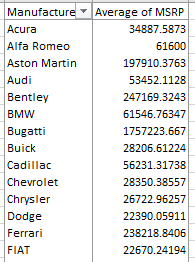 Manufacture Average of MSRP
Acura 34887.5873
Alfa Romeo 61600
Aston Martin 197910.3763
Audi 53452.1128
Bentley 247169.3243
BMW 61546.76347
Bugatti 1757223.667
Buick 28206.61224
Cadillac 56231.31738
Chevrolet 28350.38557
Chrysler 26722.96257
Dodge 22390.05911
Ferrari 238218.8406
FIAT 22670.24194